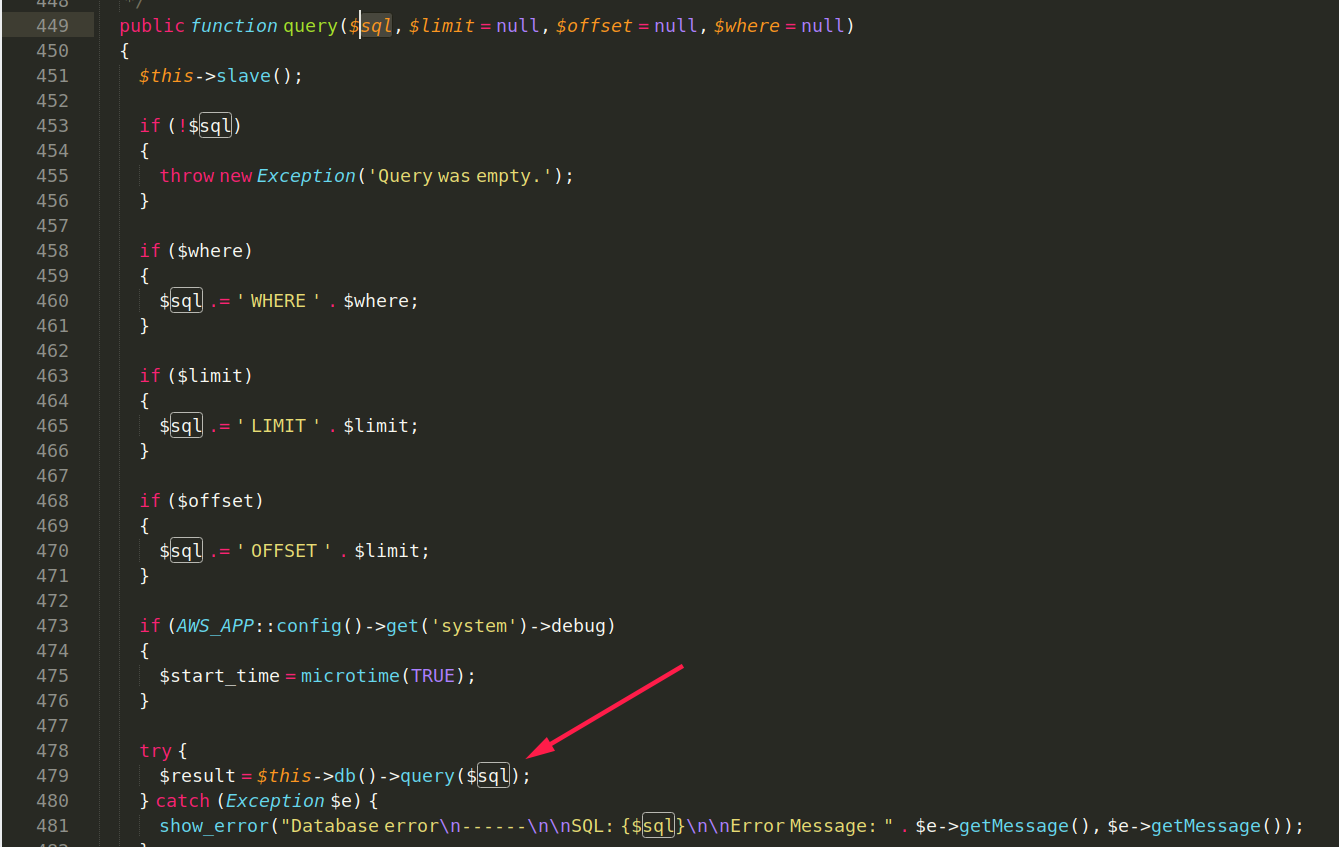 448 */
449 public function query($sql, $limit = null, $offset = null, $where = null)
450 {
451 $this->slave();
452
453 if (!$sql)
454 {
455 throw new Exception('Query was empty.');
456 }
457
458 if ($where)
459 {
460 $sql .= ' WHERE ' . $where;
461 }
462
463 if ($limit)
464 {
465 $sql .= ' LIMIT ' . $limit;
466 }
467
468 if ($offset)
469 {
470 $sql .= ' OFFSET ' . $limit;
471 }
472
473 if (AWS_APP::config()->get('system')->debug)
474 {
475 $start_time = microtime(TRUE);
476 }
477
478 try {
479 $result = $this->db()->query($sql);
480 } catch (Exception $e) {
481 show_error("Database error\n------\n\nSQL: {$sql}\n\nError Message: " . $e->getMessage(), $e->getMessage());
482 }